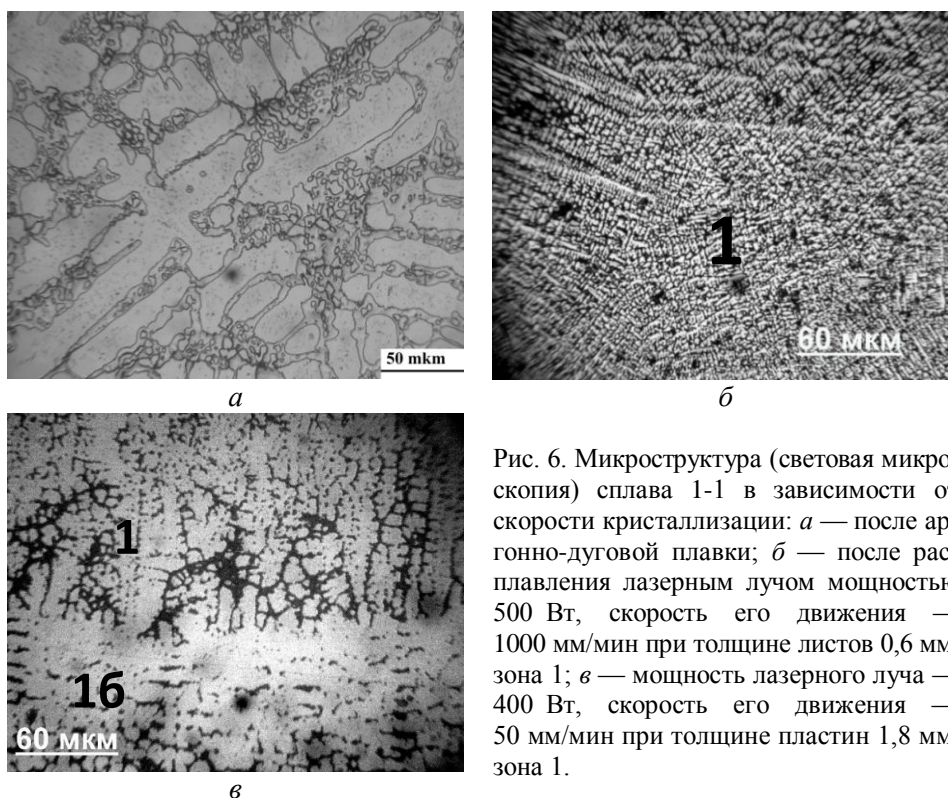 50 mkm
1
60 мкм
а
б
1
1б
60 мкм
в
Рис. 6. Микроструктура (световая микро
скопия) сплава 1-1 в зависимости от
скорости кристаллизации: а — после ар
гонно-дуговой плавки; б — после рас
плавления лазерным лучом мощностью
500 Вт, скорость его движения —
1000 мм/мин при толщине листов 0,6 мм
зона 1; в — мощность лазерного луча —
400 Вт, скорость его движения —
50 мм/мин при толщине пластин 1,8 мм
зона 1.